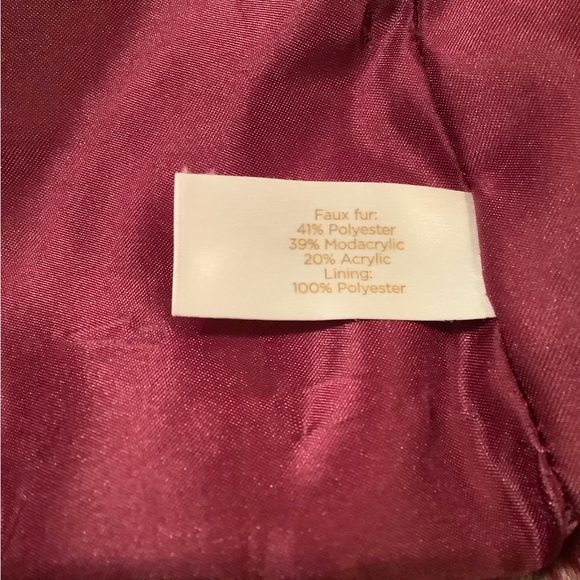 Faux fur:
41% Polyester
39% Modacrylic
20% Acrylic
Lining:
100% Polyester